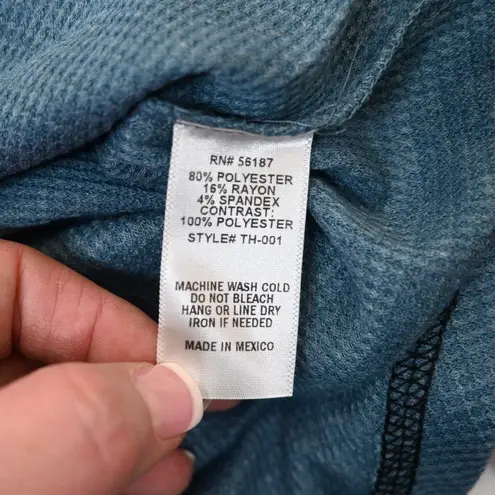 RN# 56187
80% POLYESTER
16% RAYON
4% SPANDEX
CONTRAST:
100% POLYESTER
STYLE# TH-001
MACHINE WASH COLD
DO NOT BLEACH
HANG OR LINE DRY
IRON IF NEEDED
MADE IN MEXICO